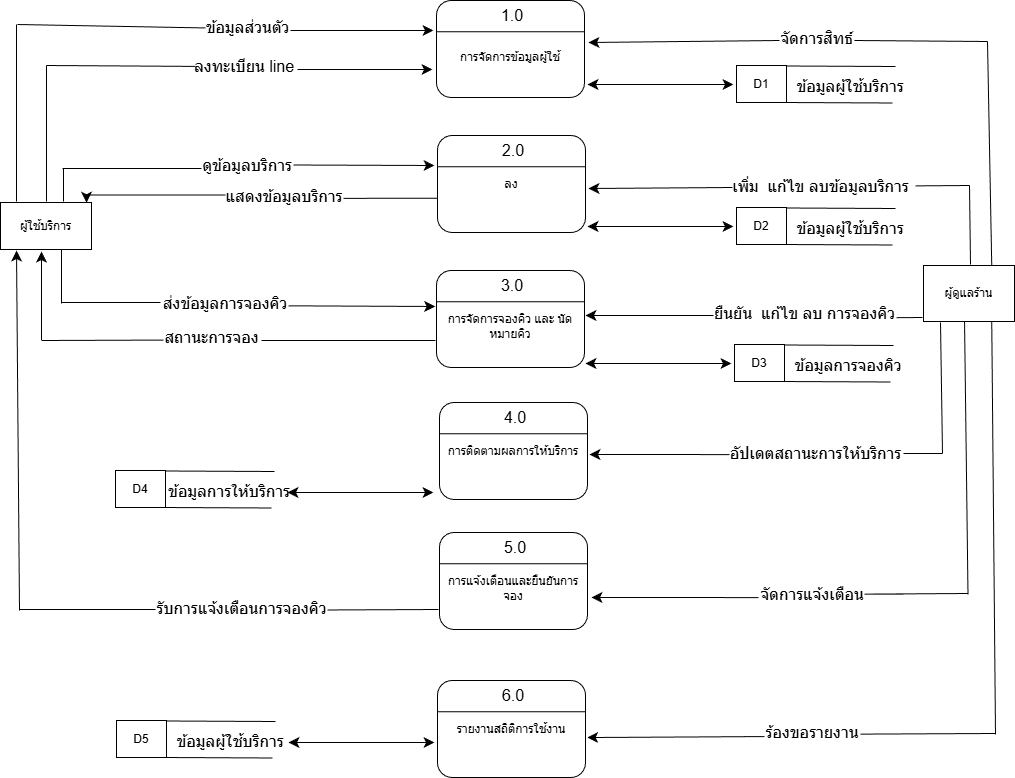 1.0
ข้อมูลส่วนตัว
จัดการสิทธ์
การจัดการข้อมูลผู้ใช้
ลงทะเบียน line
D1
ข้อมูลผู้ใช้บริการ
2.0
ดูข้อมูลบริการ
ลง
เพิ่ม แก้ไข ลบข้อมูลบริการ
แสดงข้อมูลบริการ
ผู้ใช้บริการ
D2
ข้อมูลผู้ใช้บริการ
3.0
ผู้ดูแลร้าน
ส่งข้อมูลการจองคิว
การจัดการจองคิว และ นัด
หมายคิว
ยืนยัน แก้ไข ลบ การจองคิว
สถานะการจอง
D3
ข้อมูลการจองคิว
4.0
การติดตามผลการให้บริการ
อัปเดตสถานะการให้บริการ
D4
ข้อมูลการให้บริการ
5.0
การแจ้งเตือนและยืนยันการ
จอง
จัดการแจ้งเตือน
รับการแจ้งเตือนการจองคิว
6.0
รายงานสถิติการใช้งาน
ร้องขอรายงาน
D5
ข้อมูลผู้ใช้บริการ